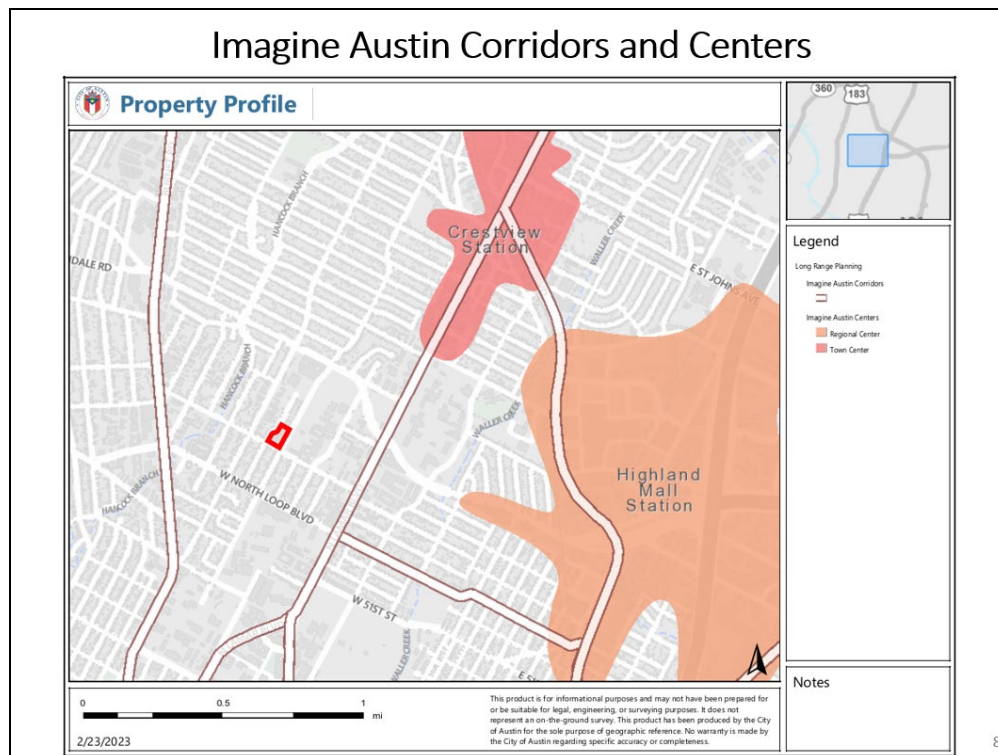 Imagine Austin Corridors and Centers
CITY OF AUSTIN
Property Profile
360
183
HANCOCK BRANCH
Crestview
Station
WALLER CREEK
E ST JOHNS AVE
NDALE RD
HANCOCK BRANCH
WALLER CREEK
HANCOCK BRANCH
W NORTH LOOP BLVD
Highland
Mall
Station
W 51ST ST
WALLER CREEK
Legend
Long Range Planning
Imagine Austin Corridors
Imagine Austin Centers
Regional Center
Town Center
Notes
0 0.5 1
mi
2/23/2023
This product is for informational purposes and may not have been prepared for
or be suitable for legal, engineering, or surveying purposes. It does not
represent an on-the-ground survey. This product has been produced by the City
of Austin for the sole purpose of geographic reference. No warranty is made by
the City of Austin regarding specific accuracy or completeness.
8